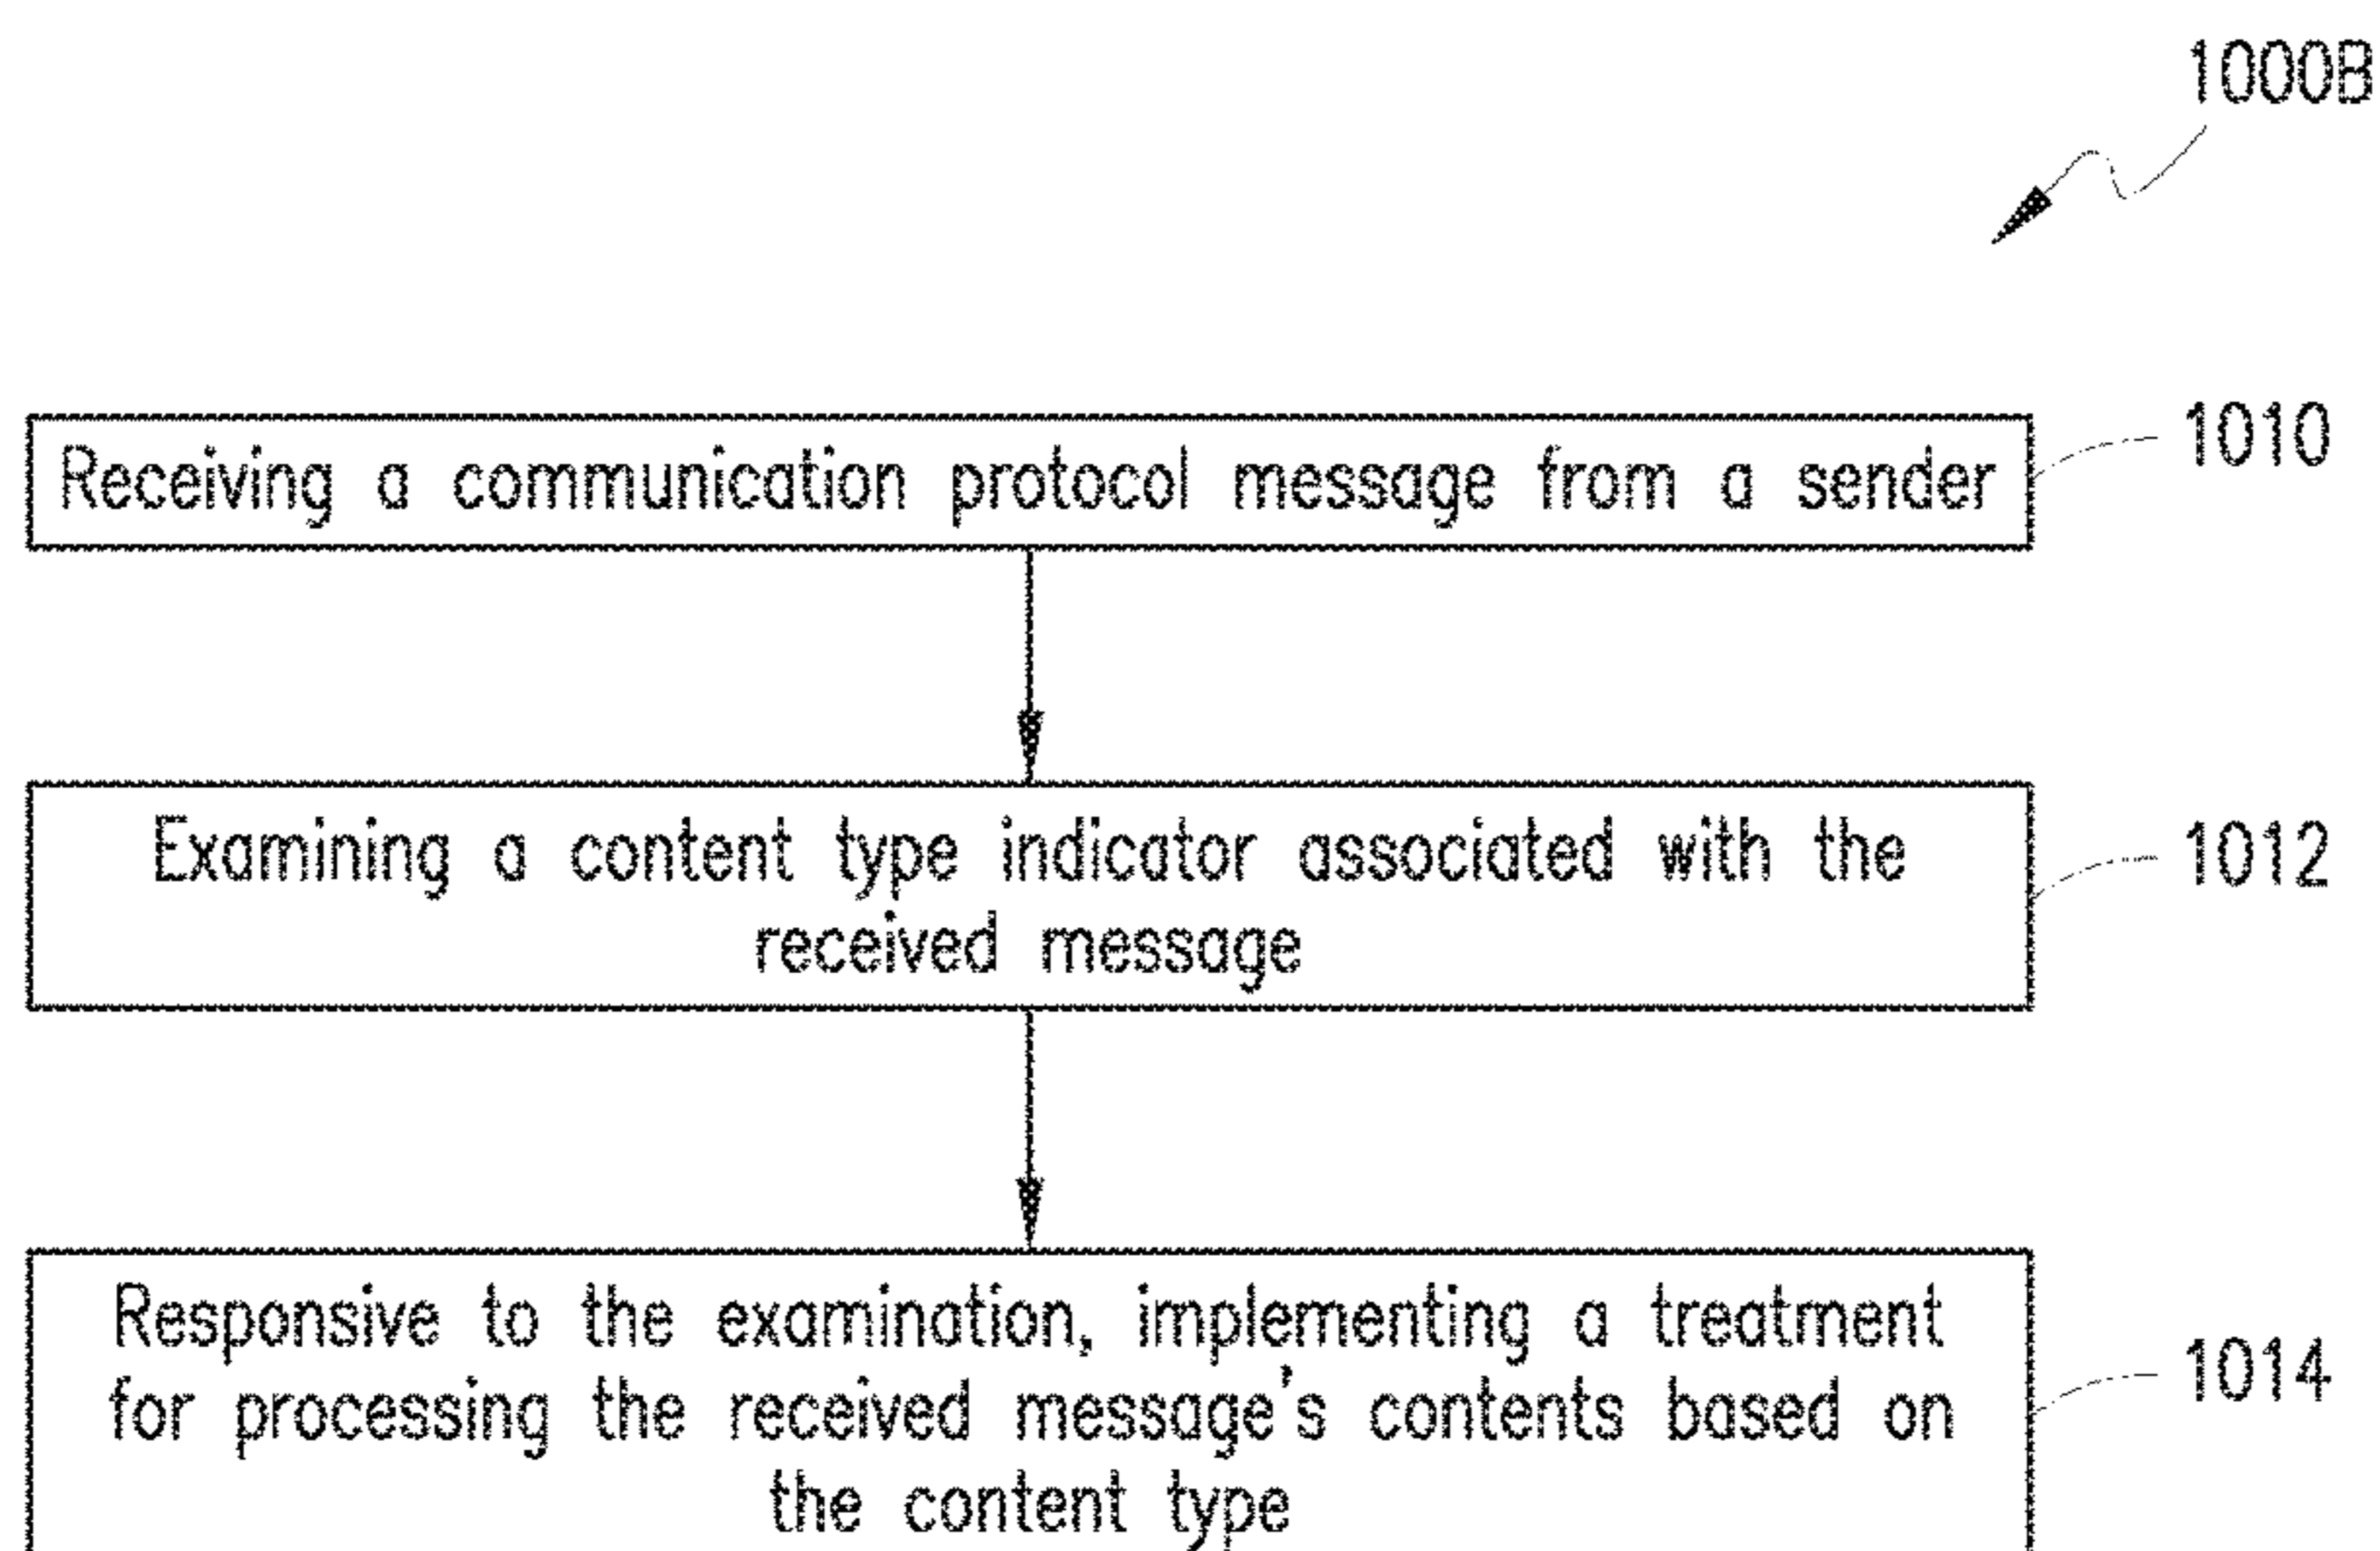 1000B
Receiving a communication protocol message from a sender
1010
Examining a content type indicator associated with the
received message
1012
Responsive to the examination, implementing a treatment
for processing the received message's contents based on
the content type
1014